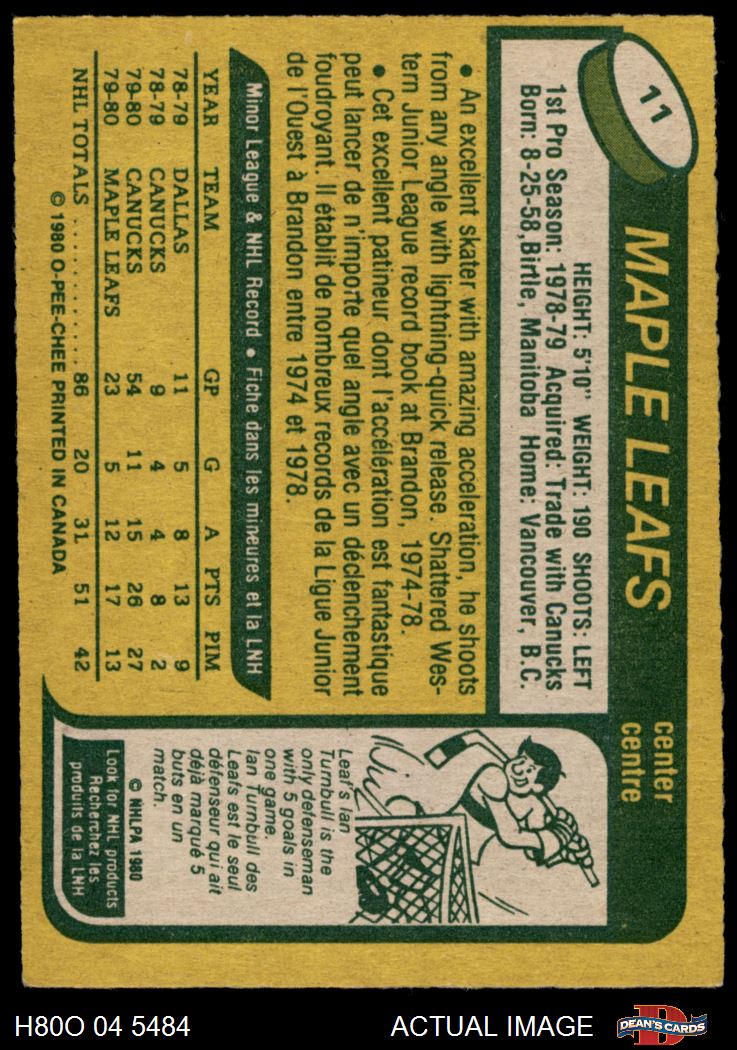 11
MAPLE LEAFS
center
centre
HEIGHT: 5'10" WEIGHT: 190 SHOOTS: LEFT
1st Pro Season: 1978-79 Acquired: Trade with Canucks
Born: 8-25-58, Birtle, Manitoba Home: Vancouver, B.C.
• An excellent skater with amazing acceleration, he shoots
from any angle with lightning-quick release. Shattered Wes-
tern Junior League record book at Brandon, 1974-78.
• Cet excellent patineur dont l'accélération est fantastique
peut lancer de n'importe quel angle avec un déclenchement
foudroyant. Il établit de nombreux records de la Ligue Junior
de l'Ouest à Brandon entre 1974 et 1978.
Minor League & NHL Record • Fiche dans les mineures et la LNH
YEAR TEAM GP G A PTS PIM
78-79 DALLAS 11 5 8 13 9
78-79 CANUCKS 9 4 4 8 2
79-80 CANUCKS 54 11 15 26 27
79-80 MAPLE LEAFS 23 5 12 17 13
NHL TOTALS .......... 86 20 31 51 42
© 1980 O-PEE-CHEE PRINTED IN CANADA
Leaf's Ian
Turnbull is the
only defenseman
with 5 goals in
one game.
Ian Turnbull des
Leafs est le seul
défenseur qui ait
déjà marqué 5
buts en un
match.
© NHLPA 1980
Look for NHL products
Recherchez les
produits de la LNH
H80O 04 5484
ACTUAL IMAGE
D
DEAN'S CARDS